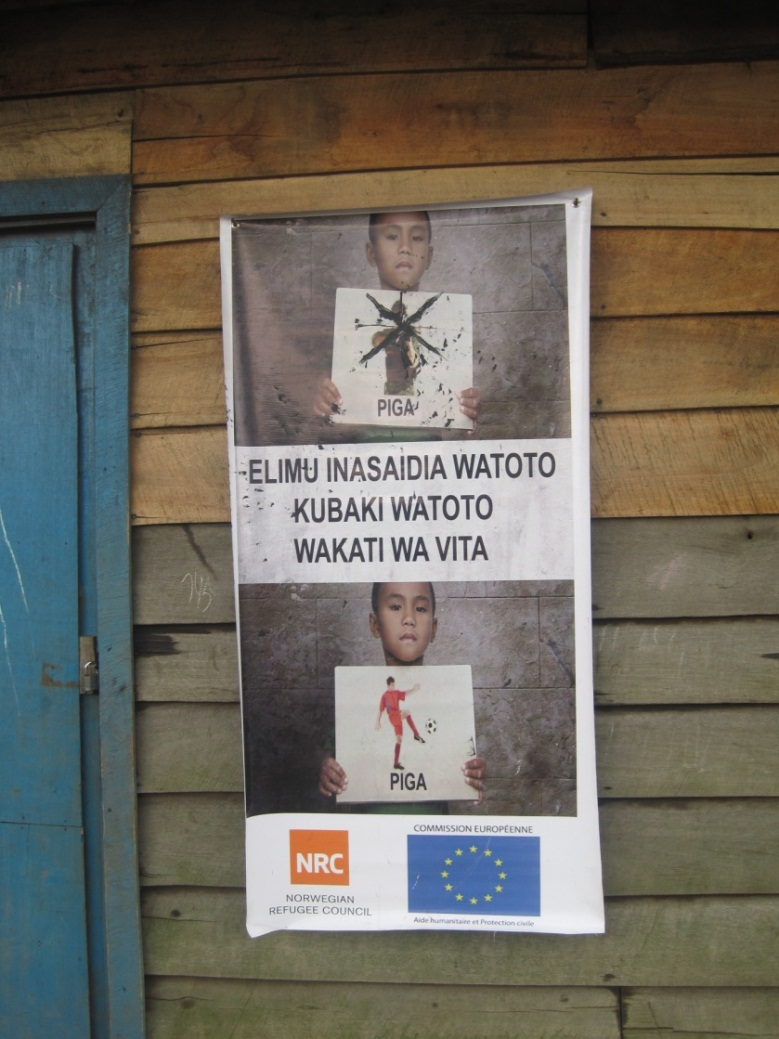 PIGA
ELIMU INASAIDIA WATOTO
KUBAKI WATOTO
WAKATI WA VITA
PIGA
NRC
NORWEGIAN
REFUGEE COUNCIL
COMMISSION EUROPÉENNE
Aide humanitaire et Protection civile